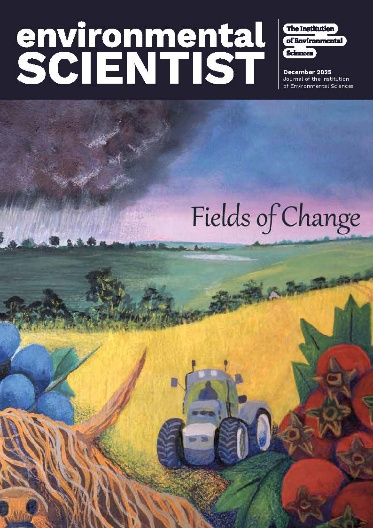 environmental
SCIENTIST
The Institution
of Environmental
Sciences
December 2025
Journal of the Institution
of Environmental Sciences
Fields of Change